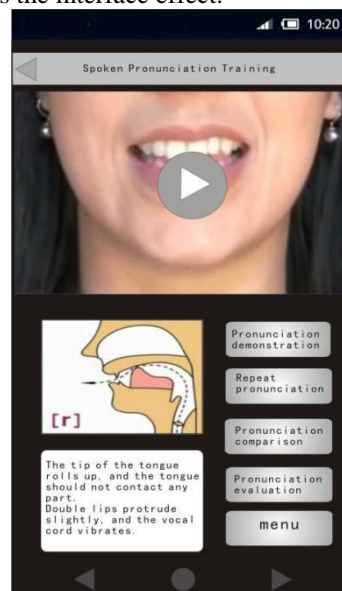 s the interface effect.
10:20
Spoken Pronunciation Training
[r]
The tip of the tongue
rolls up, and the tongue
should not contact any
part.
Double lips protrude
slightly, and the vocal
cord vibrates.
Pronunciation
demonstration
Repeat
pronunciation
Pronunciation
comparison
Pronunciation
evaluation
menu